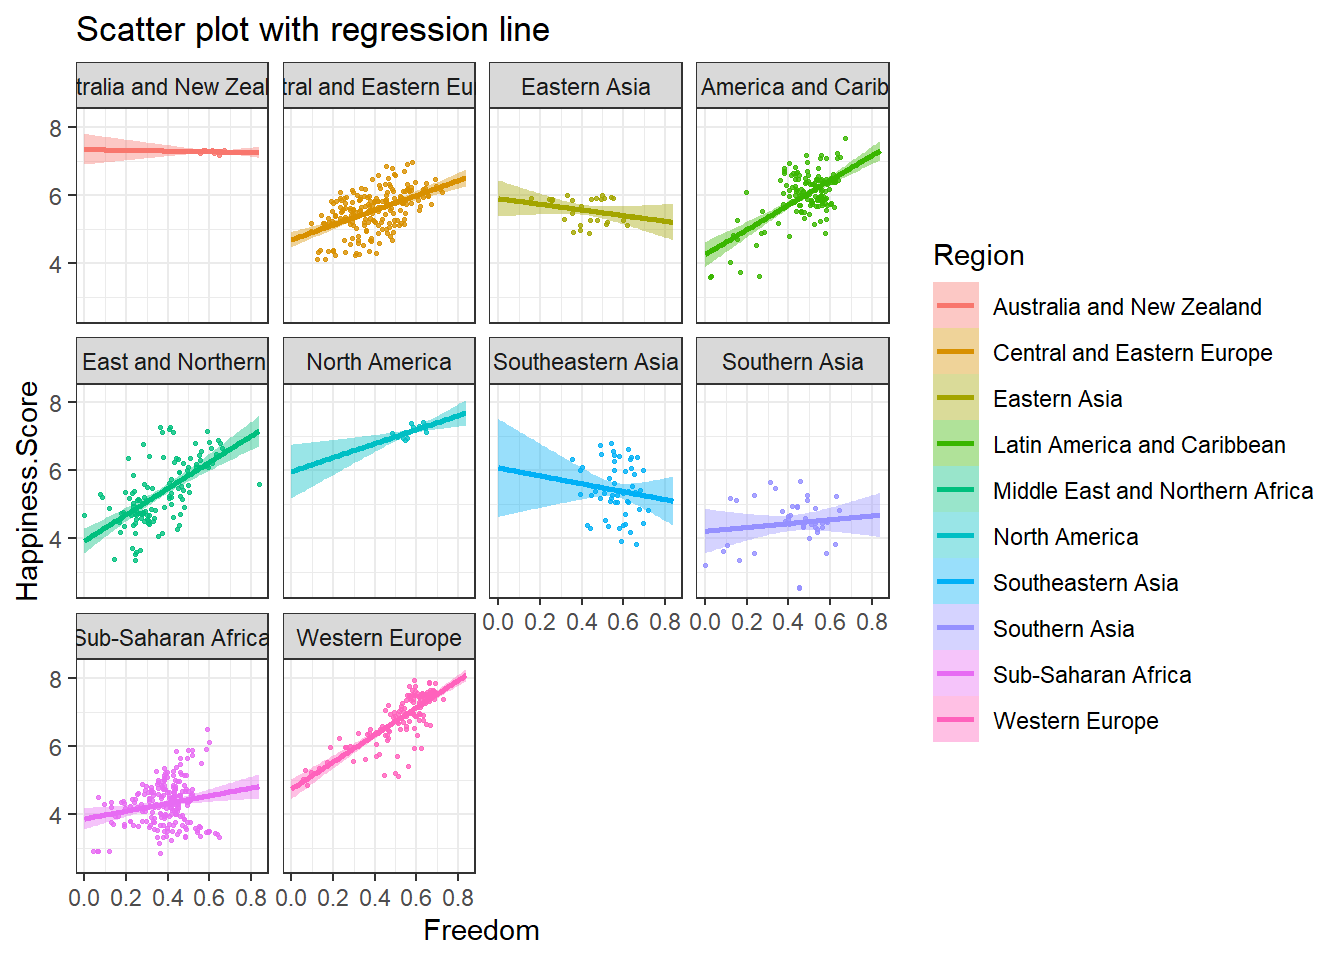 Scatter plot with regression line
tralia and New Zeal
tral and Eastern Eu
Eastern Asia
America and Carib
8
6
4
East and Northern
North America
Southeastern Asia
Southern Asia
8
6
4
0.0 0.2 0.4 0.6 0.8
0.0 0.2 0.4 0.6 0.8
Sub-Saharan Africa
Western Europe
8
6
4
0.0 0.2 0.4 0.6 0.8
0.0 0.2 0.4 0.6 0.8
Freedom
Happiness.Score
Region
Australia and New Zealand
Central and Eastern Europe
Eastern Asia
Latin America and Caribbean
Middle East and Northern Africa
North America
Southeastern Asia
Southern Asia
Sub-Saharan Africa
Western Europe